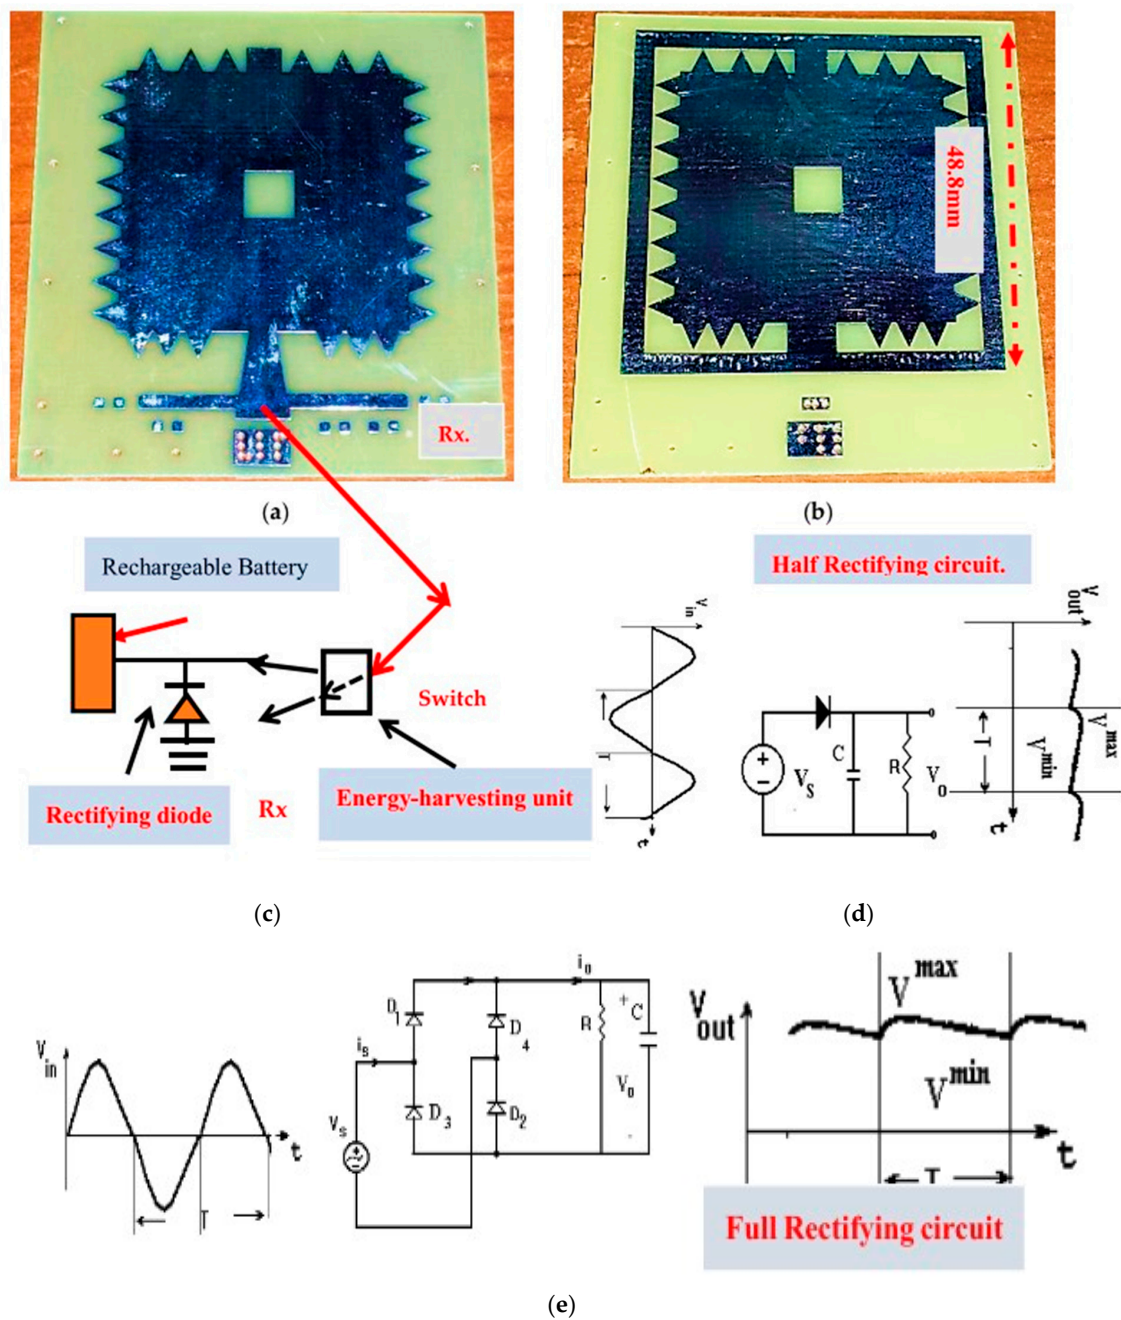 48.8mm
Rx.
(a)
(b)
Rechargeable Battery
Switch
Rectifying diode
Rx
Energy-harvesting unit
Half Rectifying circuit.
V in
T
t
V S
C
R
V 0
V out
T
V max
V min
t
(c)
(d)
V in
t
T
V s
i s
D 1
D 3
D 4
D 2
i 0
R
+
C
V 0
V out
V max
V min
t
T
Full Rectifying circuit
(e)